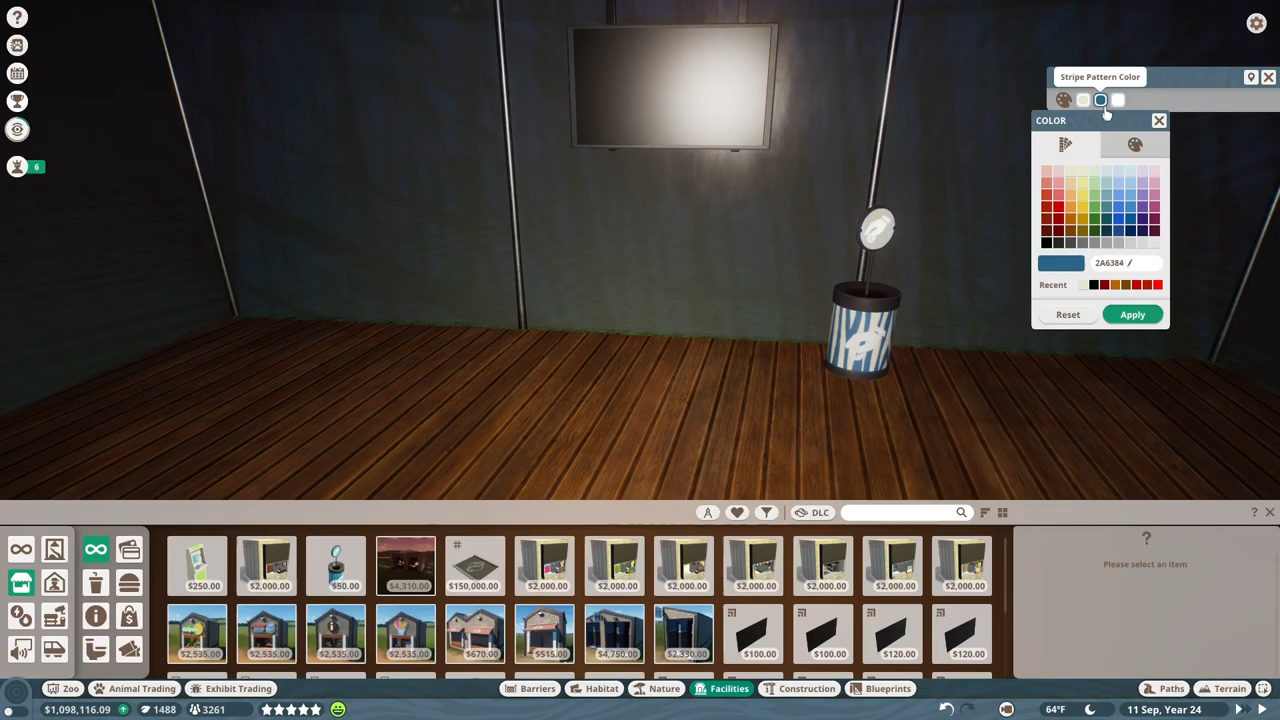 ?
6
Stripe Pattern Color
COLOR
2A6384
Recent
Reset
Apply
DLC
?
$250.00
$2,000.00
$50.00
$4,310.00
$150,000.00
$2,000.00
$2,000.00
$2,000.00
$2,000.00
$2,000.00
$2,000.00
$2,000.00
$2,535.00
$2,535.00
$2,535.00
$2,535.00
$670.00
$515.00
$4,750.00
$2,330.00
$100.00
$100.00
$120.00
$120.00
?
Please select an item
Zoo
Animal Trading
Exhibit Trading
Barriers
Habitat
Nature
Facilities
Construction
Blueprints
Paths
Terrain
$1,098,116.09
1488
3261
64°F
11 Sep, Year 24